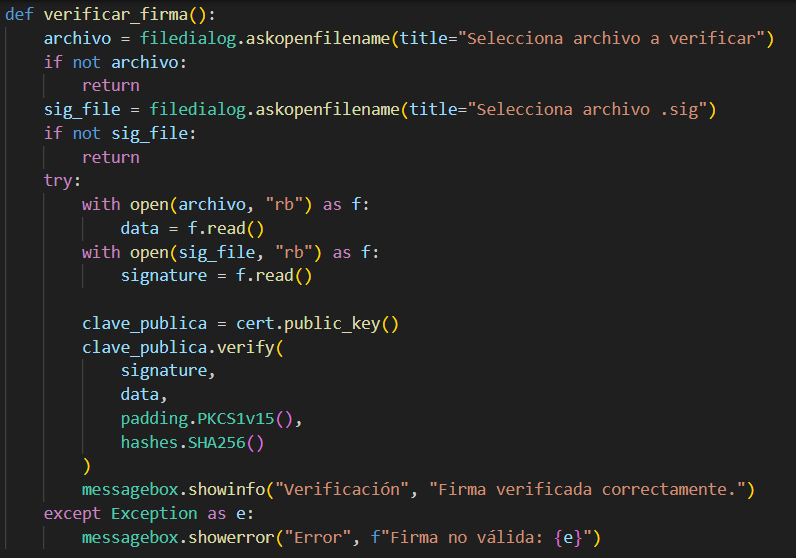 def verificar_firma():
    archivo = filedialog.askopenfilename(title="Selecciona archivo a verificar")
    if not archivo:
        return
    sig_file = filedialog.askopenfilename(title="Selecciona archivo .sig")
    if not sig_file:
        return
    try:
        with open(archivo, "rb") as f:
            data = f.read()
        with open(sig_file, "rb") as f:
            signature = f.read()

        clave_publica = cert.public_key()
        clave_publica.verify(
            signature,
            data,
            padding.PKCS1v15(),
            hashes.SHA256()
        )
        messagebox.showinfo("Verificación", "Firma verificada correctamente.")
    except Exception as e:
        messagebox.showerror("Error", f"Firma no válida: {e}")